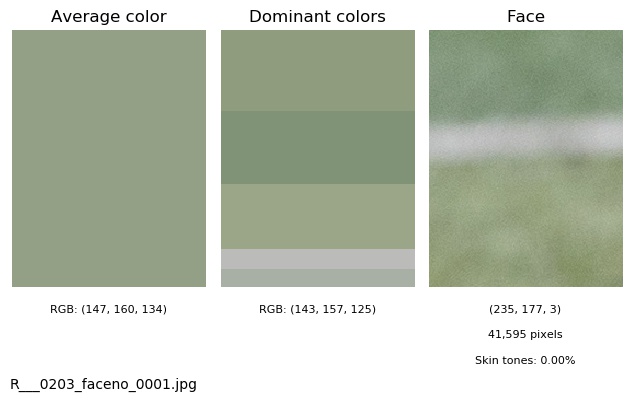 Average color
Dominant colors
Face
RGB: (147, 160, 134)
RGB: (143, 157, 125)
(235, 177, 3)
41,595 pixels
Skin tones: 0.00%
R___0203_faceno_0001.jpg